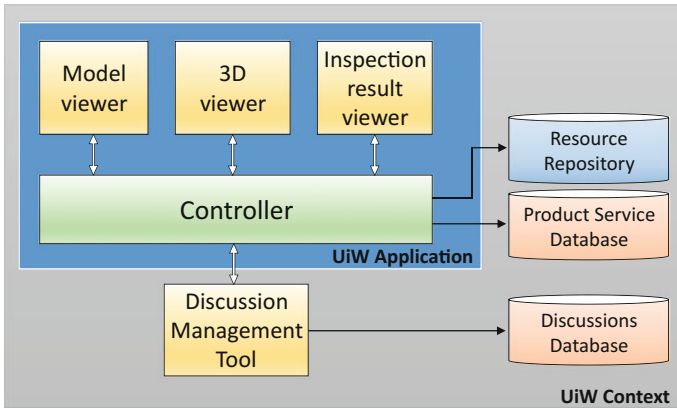 Model
viewer
3D
viewer
Inspection
result
viewer
Resource
Repository
Controller
Product Service
Database
UiW Application
Discussion
Management
Tool
Discussions
Database
UiW Context